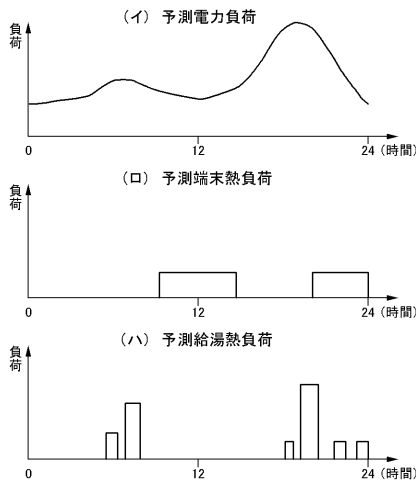 (イ) 予測電力負荷
負荷
0 12 24 (時間)
(ロ) 予測端末熱負荷
負荷
0 12 24 (時間)
(ハ) 予測給湯熱負荷
負荷
0 12 24 (時間)